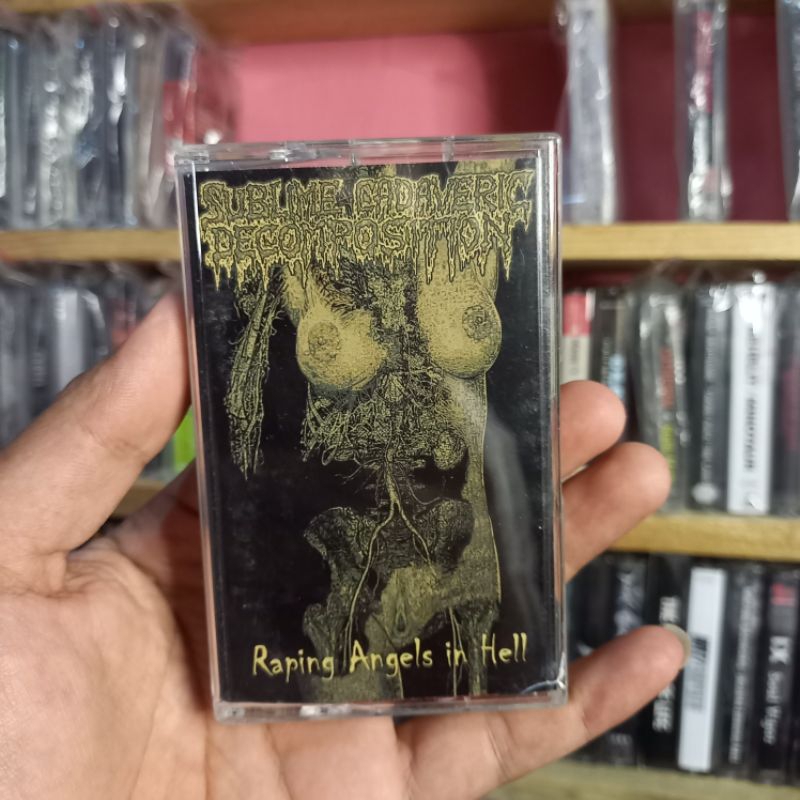 SUBLIME CADAVERIC
DECOMPOSITION
Raping Angels in Hell